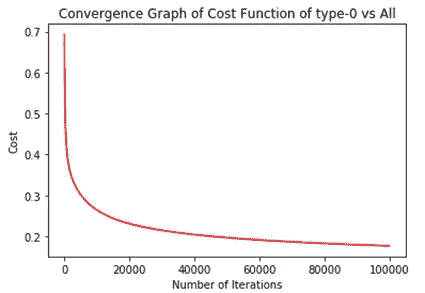 Convergence Graph of Cost Function of type-0 vs All
0.7
0.6
0.5
0.4
0.3
0.2
Cost
0 20000 40000 60000 80000 100000
Number of Iterations